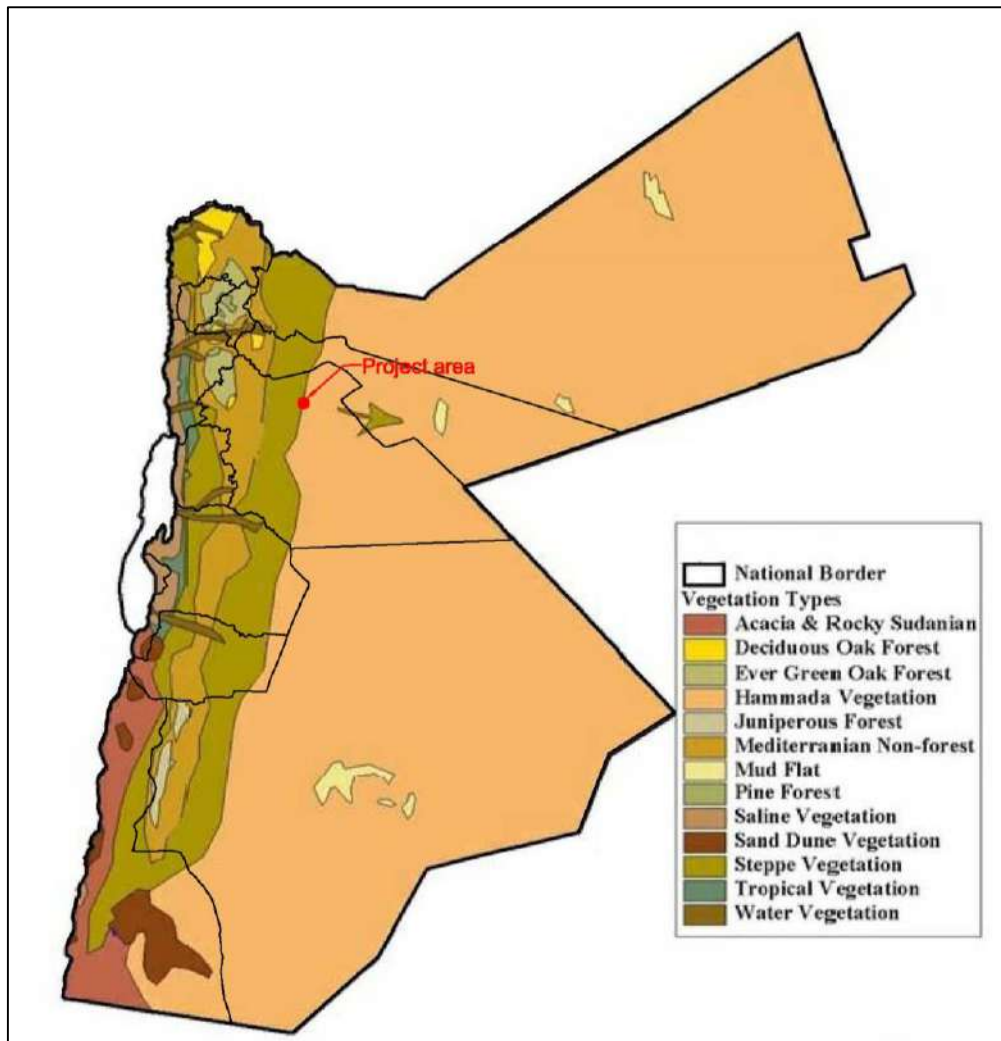 Project area
National Border
Vegetation Types
Acacia & Rocky Sudanian
Deciduous Oak Forest
Ever Green Oak Forest
Hammada Vegetation
Juniperous Forest
Mediterranian Non-forest
Mud Flat
Pine Forest
Saline Vegetation
Sand Dune Vegetation
Steppe Vegetation
Tropical Vegetation
Water Vegetation